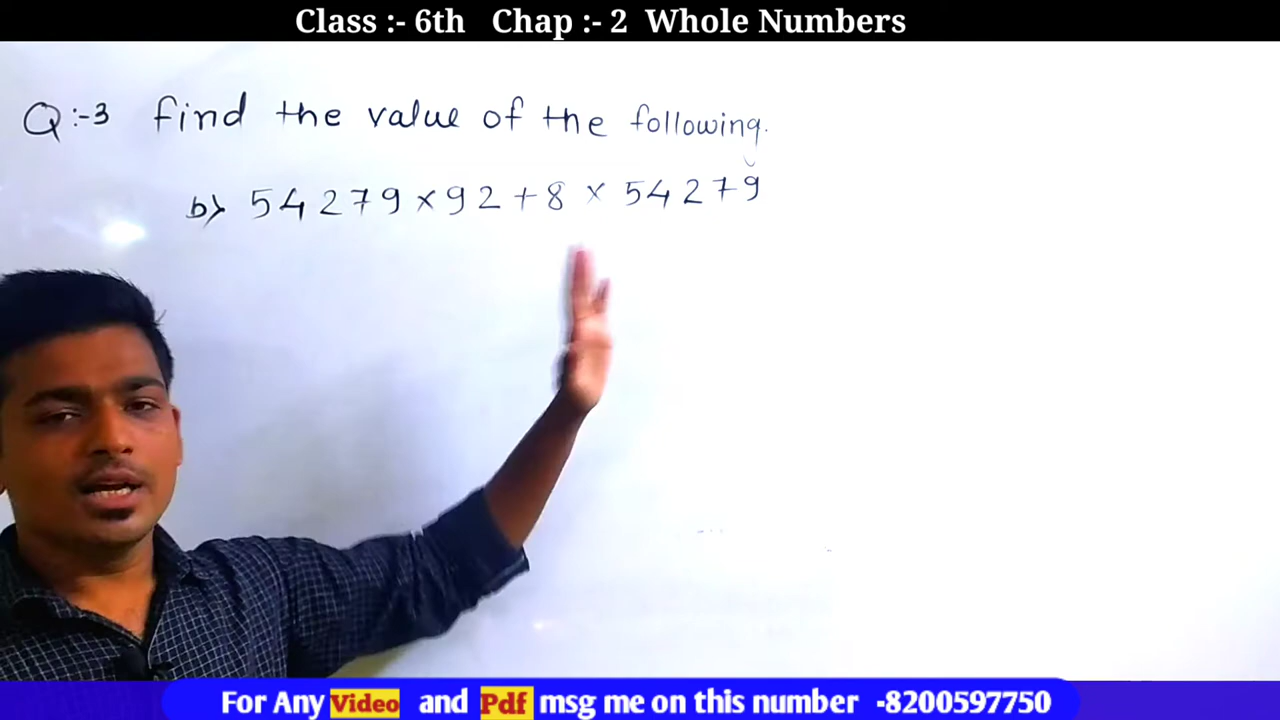 Class :- 6th Chap :- 2 Whole Numbers
Q:-3 find the value of the following.
b) 54279 × 92 + 8 × 54279
For Any Video and Pdf msg me on this number -8200597750